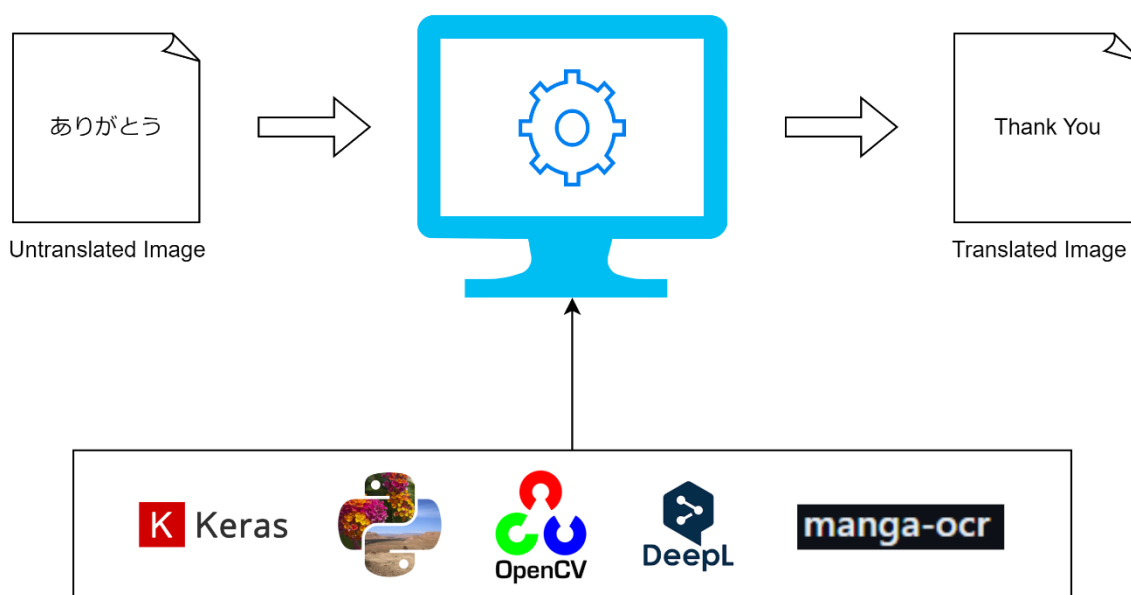 ありがとう
Thank You
Untranslated Image
Translated Image
K Keras
OpenCV
DeepL
manga-ocr